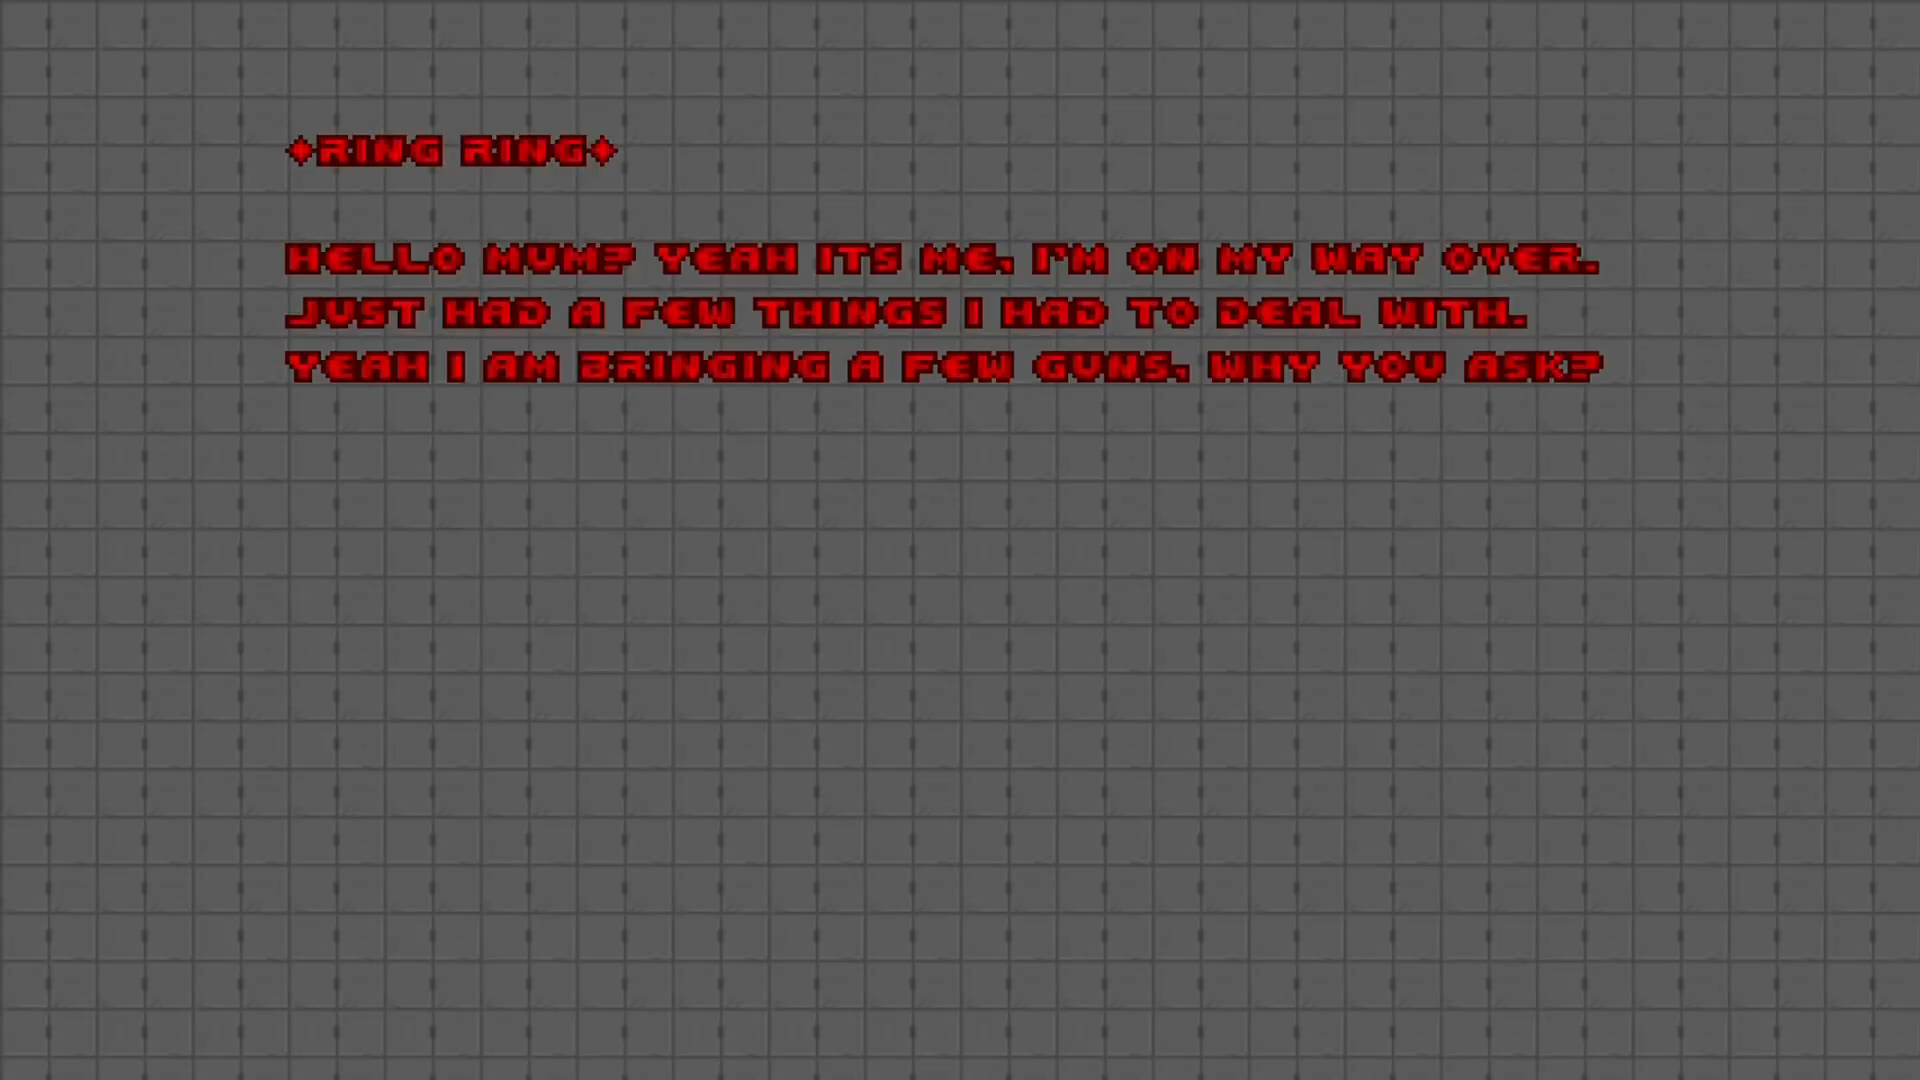 *RING RING*
HELLO MUM? YEAH ITS ME, I'M ON MY WAY OVER.
JUST HAD A FEW THINGS I HAD TO DEAL WITH.
YEAH I AM BRINGING A FEW GUNS, WHY YOU ASK?